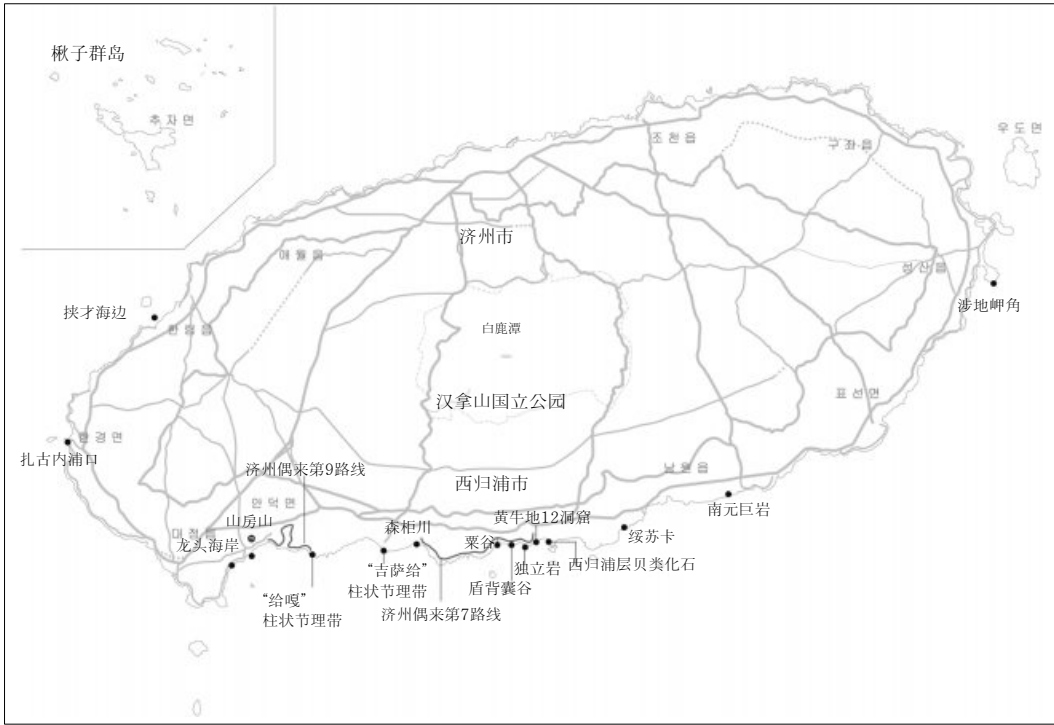 楸子群岛
추자면
우도면
조천읍
구좌읍
济州市
애월읍
성산읍
涉地岬角
挟才海边
한림읍
白鹿潭
汉拿山国立公园
표선면
한경면
扎古内浦口
济州偶来第9路线
西归浦市
남원읍
안덕면
南元巨岩
山房山
대정읍
龙头海岸
森柜川
黄牛地12洞窟
绥苏卡
粟谷
独立岩
西归浦层贝类化石
“给嘎”
柱状节理带
“吉萨给”
柱状节理带
盾背囊谷
济州偶来第7路线